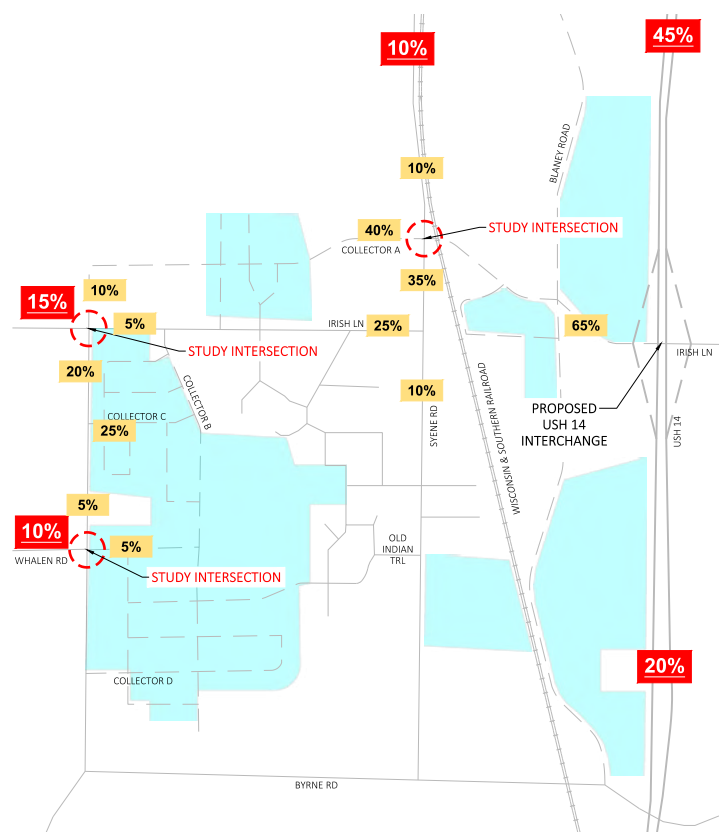 45%
10%
BLANEY ROAD
10%
40%
STUDY INTERSECTION
COLLECTOR A
35%
10%
15%
5%
IRISH LN
25%
65%
STUDY INTERSECTION
IRISH LN
20%
COLLECTOR B
10%
SYENE RD
WISCONSIN & SOUTHERN RAILROAD
PROPOSED
USH 14
INTERCHANGE
USH 14
COLLECTOR C
25%
5%
10%
5%
WHALEN RD
OLD
INDIAN
TRL
STUDY INTERSECTION
20%
COLLECTOR D
BYRNE RD